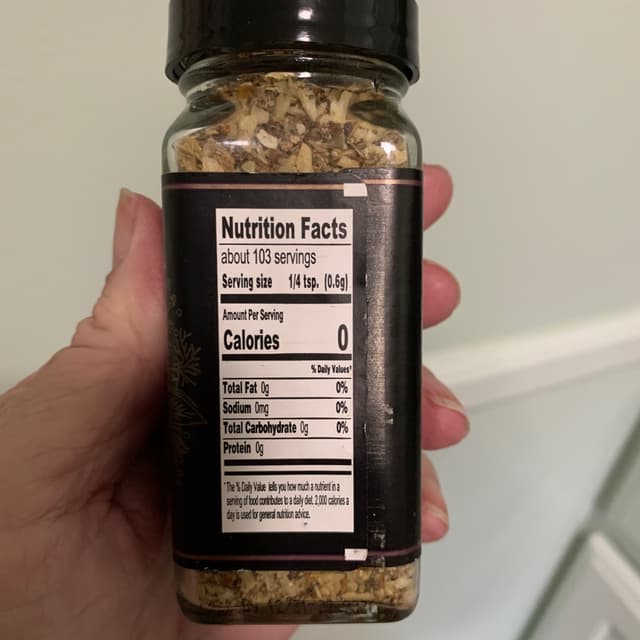 Nutrition Facts
about 103 servings
Serving size 1/4 tsp. (0.6g)
Amount Per Serving
Calories 0
% Daily Values*
Total Fat 0g 0%
Sodium 0mg 0%
Total Carbohydrate 0g 0%
Protein 0g
*The % Daily Value tells you how much a nutrient in a
serving of food contributes to a daily diet. 2,000 calories a
day is used for general nutrition advice.